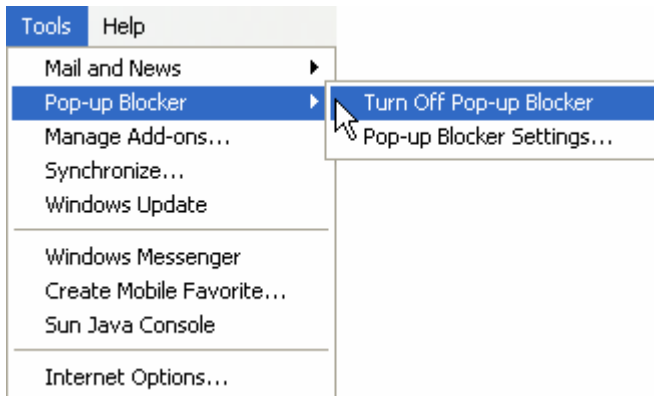 Tools Help
Mail and News
Pop-up Blocker
Turn Off Pop-up Blocker
Manage Add-ons...
Pop-up Blocker Settings...
Synchronize...
Windows Update
Windows Messenger
Create Mobile Favorite...
Sun Java Console
Internet Options...